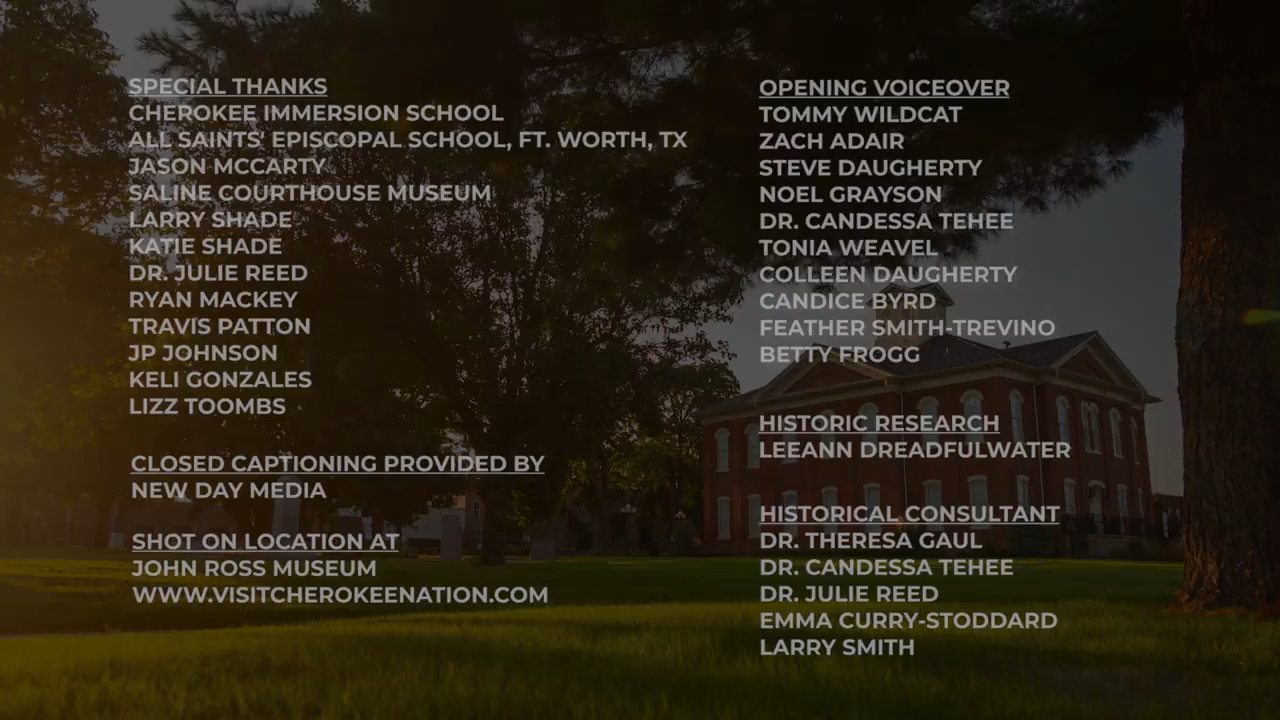 SPECIAL THANKS
CHEROKEE IMMERSION SCHOOL
ALL SAINTS' EPISCOPAL SCHOOL, FT. WORTH, TX
JASON MCCARTY
SALINE COURTHOUSE MUSEUM
LARRY SHADE
KATIE SHADE
DR. JULIE REED
RYAN MACKEY
TRAVIS PATTON
JP JOHNSON
KELI GONZALES
LIZZ TOOMBS
CLOSED CAPTIONING PROVIDED BY
NEW DAY MEDIA
SHOT ON LOCATION AT
JOHN ROSS MUSEUM
WWW.VISITCHEROKEENATION.COM
OPENING VOICEOVER
TOMMY WILDCAT
ZACH ADAIR
STEVE DAUGHERTY
NOEL GRAYSON
DR. CANDESSA TEHEE
TONIA WEAVEL
COLLEEN DAUGHERTY
CANDICE BYRD
FEATHER SMITH-TREVINO
BETTY FROGG
HISTORIC RESEARCH
LEEANN DREADFULWATER
HISTORICAL CONSULTANT
DR. THERESA GAUL
DR. CANDESSA TEHEE
DR. JULIE REED
EMMA CURRY-STODDARD
LARRY SMITH